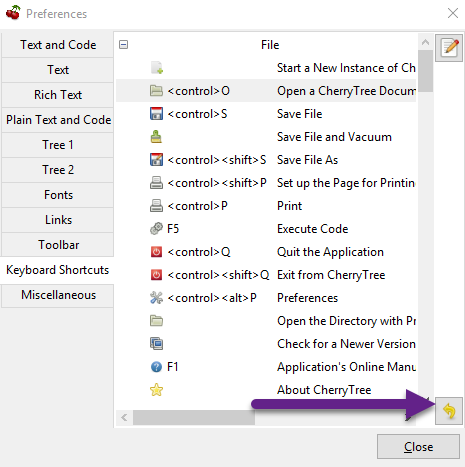 Preferences
Text and Code
Text
Rich Text
Plain Text and Code
Tree 1
Tree 2
Fonts
Links
Toolbar
Keyboard Shortcuts
Miscellaneous
File
Start a New Instance of Ch
<control>O Open a CherryTree Docum
<control>S Save File
Save File and Vacuum
<control><shift>S Save File As
<control><shift>P Set up the Page for Printing
<control>P Print
F5 Execute Code
<control>Q Quit the Application
<control><shift>Q Exit from CherryTree
<control><alt>P Preferences
Open the Directory with Pr
Check for a Newer Version
F1 Application's Online Manu
About CherryTree
Close